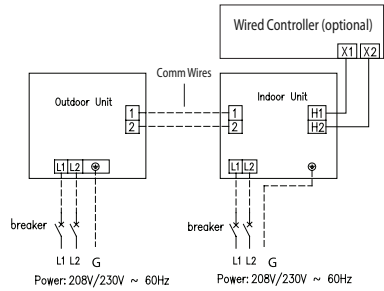 Wired Controller (optional)
X1 X2
Comm Wires
Outdoor Unit
Indoor Unit
1
2
1
2
H1
H2
L1 L2
L1 L2
breaker
breaker
L1 L2 G
L1 L2 G
Power: 208V/230V ~ 60Hz
Power: 208V/230V ~ 60Hz